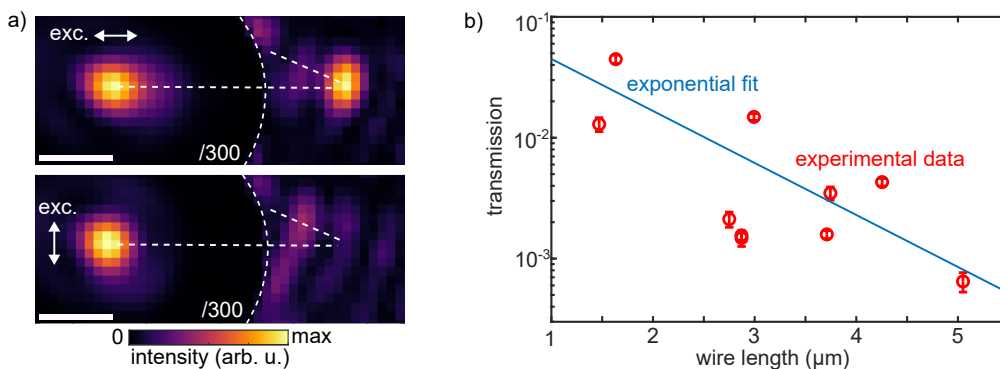 a)
exc.
/300
exc.
/300
0
max
intensity (arb. u.)
b)
10-1
10-2
10-3
transmission
exponential fit
experimental data
1
2
3
4
5
wire length (μm)